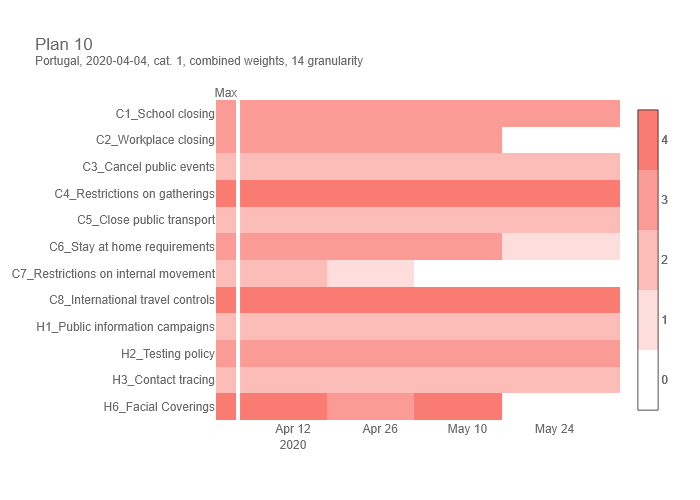 Plan 10
Portugal, 2020-04-04, cat. 1, combined weights, 14 granularity
Max
C1_School closing
C2_Workplace closing
C3_Cancel public events
C4_Restrictions on gatherings
C5_Close public transport
C6_Stay at home requirements
C7_Restrictions on internal movement
C8_International travel controls
H1_Public information campaigns
H2_Testing policy
H3_Contact tracing
H6_Facial Coverings
Apr 12
2020
Apr 26
May 10
May 24
4
3
2
1
0